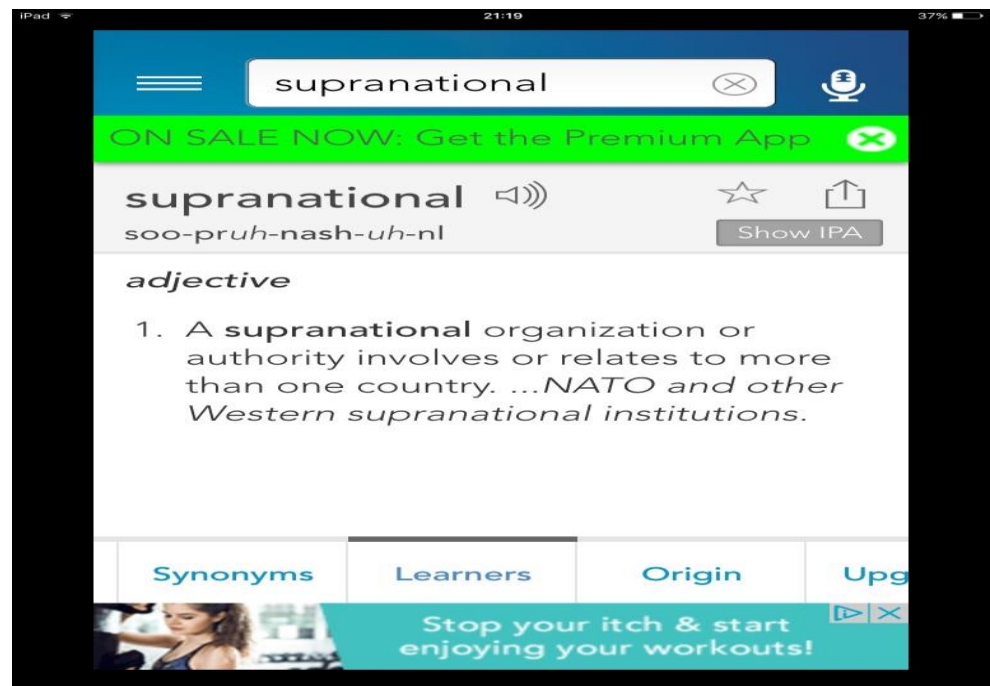 iPad 21:19 37%
supranational
ON SALE NOW: Get the Premium App
supranational
soo-pruh-nash-uh-nl Show IPA
adjective
1. A supranational organization or
authority involves or relates to more
than one country. ...NATO and other
Western supranational institutions.
Synonyms Learners Origin Upg
Stop your itch & start
enjoying your workouts!